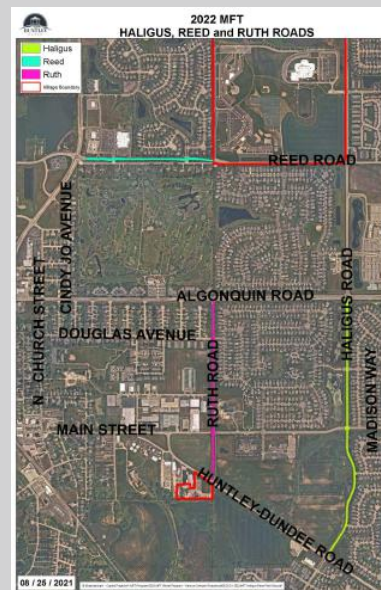 HUNTLEY
2022 MFT
HALIGUS, REED and RUTH ROADS
Haligus
Reed
Ruth
Village Boundary
REED ROAD
CINDY JO AVENUE
N. CHURCH STREET
ALGONQUIN ROAD
HALIGUS ROAD
DOUGLAS AVENUE
RUTH ROAD
MADISON WAY
MAIN STREET
HUNTLEY-DUNDEE ROAD
08 / 25 / 2021